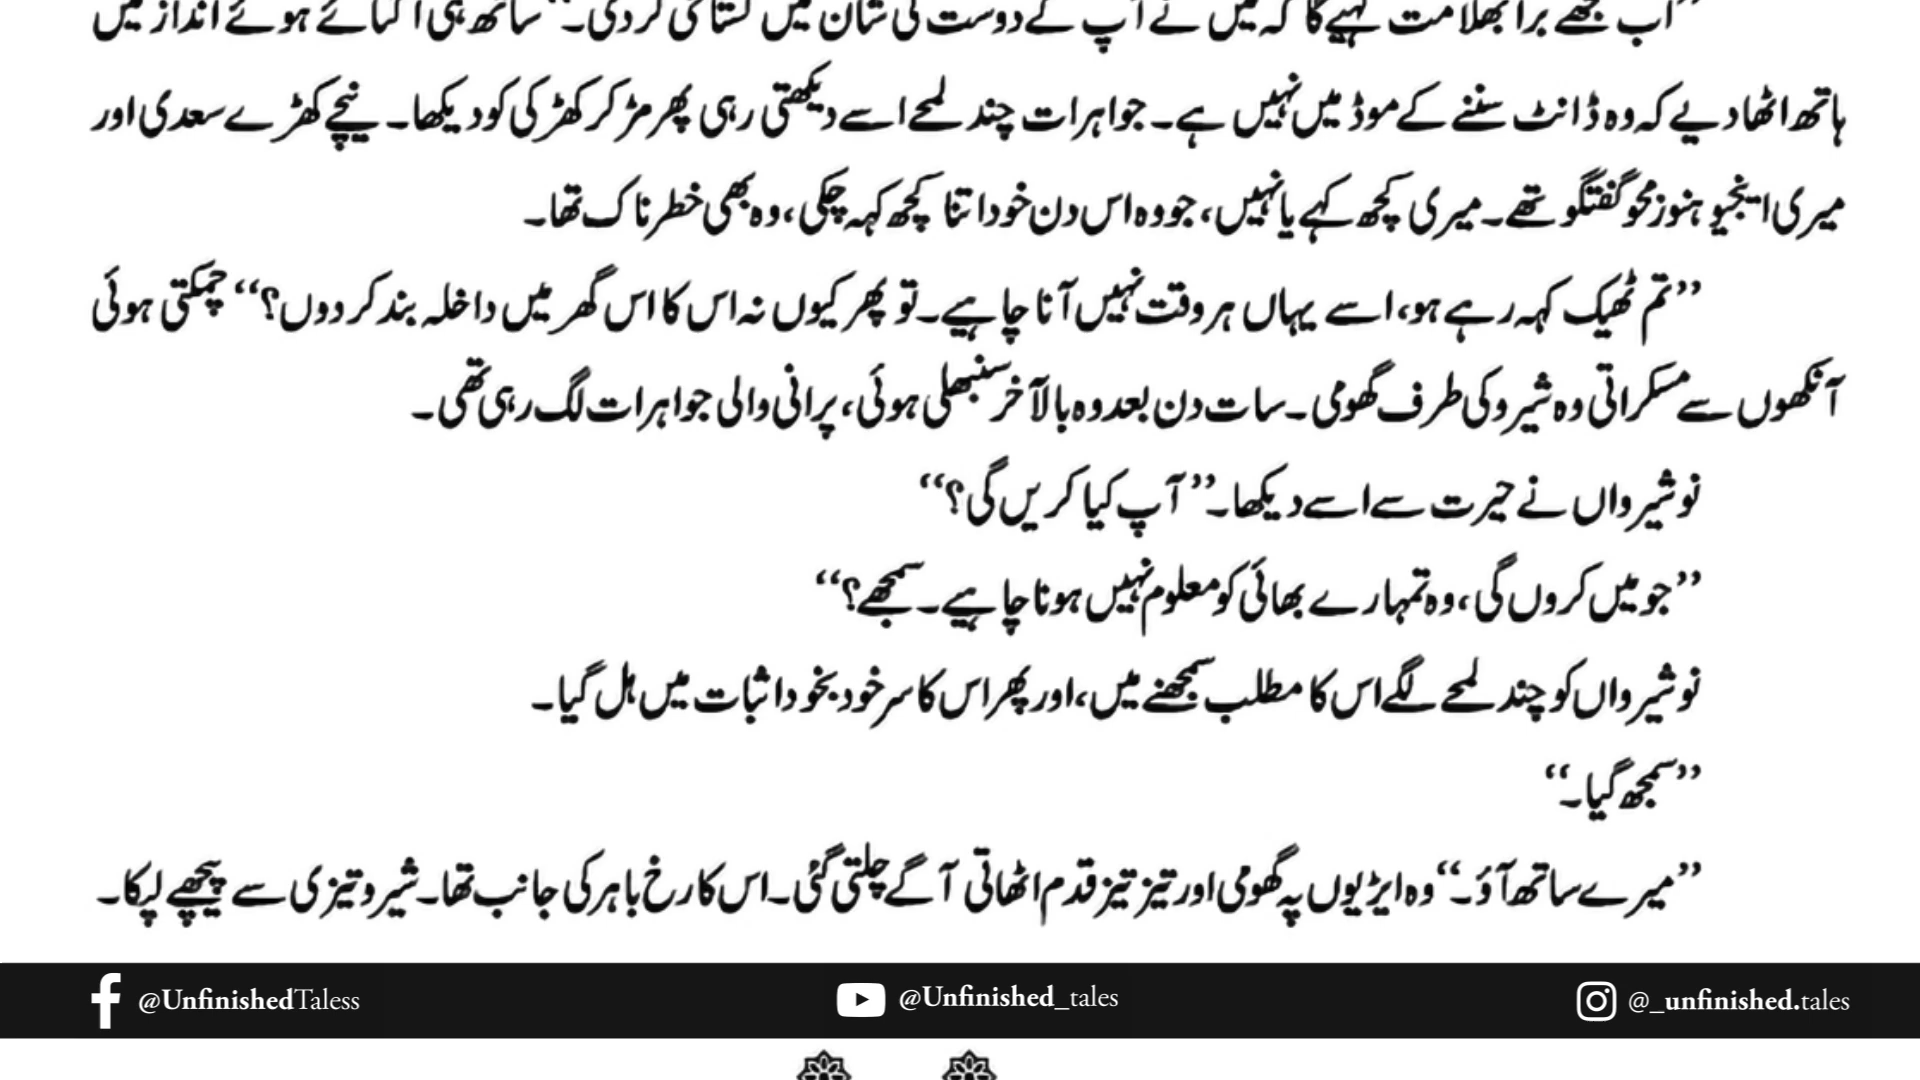 ’’اب مجھے برا بھلا مت کہیے گا کہ میں نے آپ کے دوست کی شان میں گستاخی کر دی۔‘‘ ساتھ ہی اکتائے ہوئے انداز میں
ہاتھ اٹھا دیے کہ وہ ڈانٹ سننے کے موڈ میں نہیں ہے۔ جواہرات چند لمحے اسے دیکھتی رہی پھر مڑ کر کھڑکی کو دیکھا۔ نیچے کھڑے سعدی اور
میری اینجیو ہنوز محو گفتگو تھے۔ میری کچھ کہے یا نہیں، جو وہ اس دن خود اتنا کچھ کہہ چکی، وہ بھی خطرناک تھا۔
’’تم ٹھیک کہہ رہے ہو، اسے یہاں ہر وقت نہیں آنا چاہیے۔ تو پھر کیوں نہ اس کا اس گھر میں داخلہ بند کر دوں؟‘‘ چمکتی ہوئی
آنکھوں سے مسکراتی وہ شیرو کی طرف گھومی۔ سات دن بعد وہ بالآخر سنبھلی ہوئی، پرانی والی جواہرات لگ رہی تھی۔
نوشیرواں نے حیرت سے اسے دیکھا۔ ’’آپ کیا کریں گی؟‘‘
’’جو میں کروں گی، وہ تمہارے بھائی کو معلوم نہیں ہونا چاہیے۔ سمجھے؟‘‘
نوشیرواں کو چند لمحے لگے اس کا مطلب سمجھنے میں، اور پھر اس کا سر خود بخود اثبات میں ہل گیا۔
’’سمجھ گیا۔‘‘
’’میرے ساتھ آؤ۔‘‘ وہ ایڑیوں پہ گھومی اور تیز تیز قدم اٹھاتی آگے چلتی گئی۔ اس کا رخ باہر کی جانب تھا۔ شیرو تیزی سے پیچھے لپکا۔
@UnfinishedTaless @Unfinished_tales @_unfinished.tales